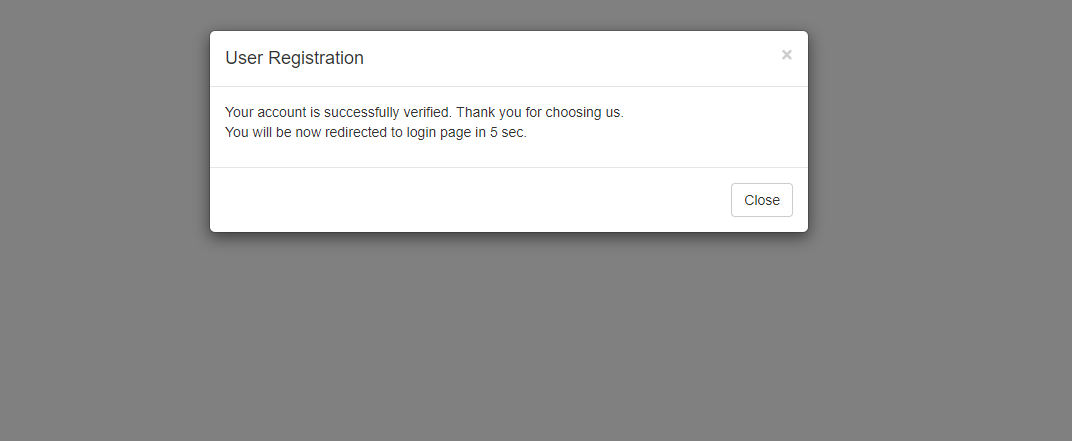 User Registration
×
Your account is successfully verified. Thank you for choosing us.
You will be now redirected to login page in 5 sec.
Close